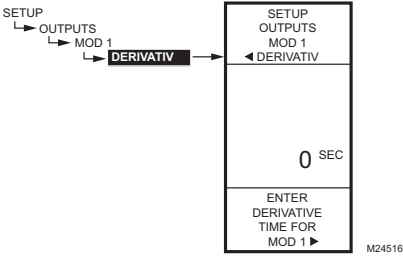 SETUP
OUTPUTS
MOD 1
DERIVATIV
SETUP
OUTPUTS
MOD 1
◄ DERIVATIV
0 SEC
ENTER
DERIVATIVE
TIME FOR
MOD 1 ►
M24516